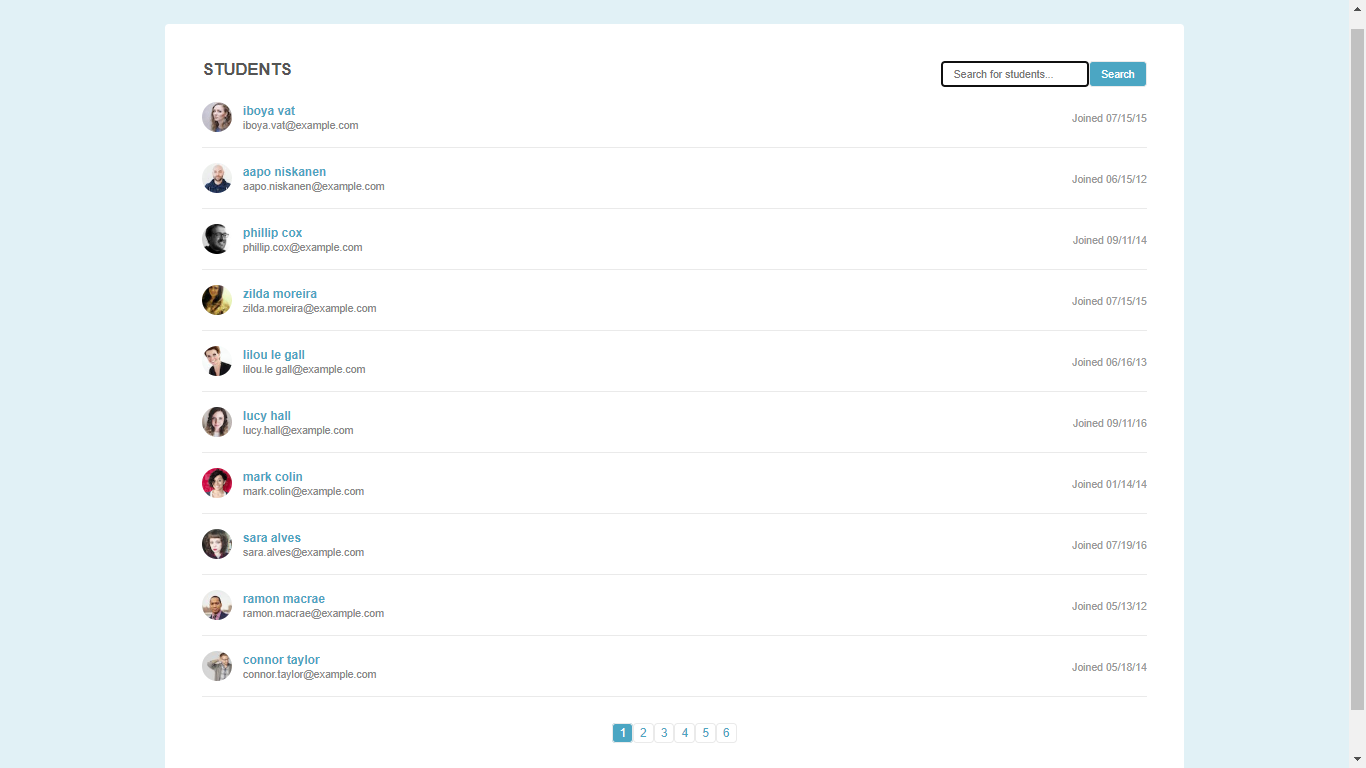 STUDENTS
Search for students...
Search
iboya vat
iboya.vat@example.com
Joined 07/15/15
aapo niskanen
aapo.niskanen@example.com
Joined 06/15/12
phillip cox
phillip.cox@example.com
Joined 09/11/14
zilda moreira
zilda.moreira@example.com
Joined 07/15/15
lilou le gall
lilou.le gall@example.com
Joined 06/16/13
lucy hall
lucy.hall@example.com
Joined 09/11/16
mark colin
mark.colin@example.com
Joined 01/14/14
sara alves
sara.alves@example.com
Joined 07/19/16
ramon macrae
ramon.macrae@example.com
Joined 05/13/12
connor taylor
connor.taylor@example.com
Joined 05/18/14
1 2 3 4 5 6